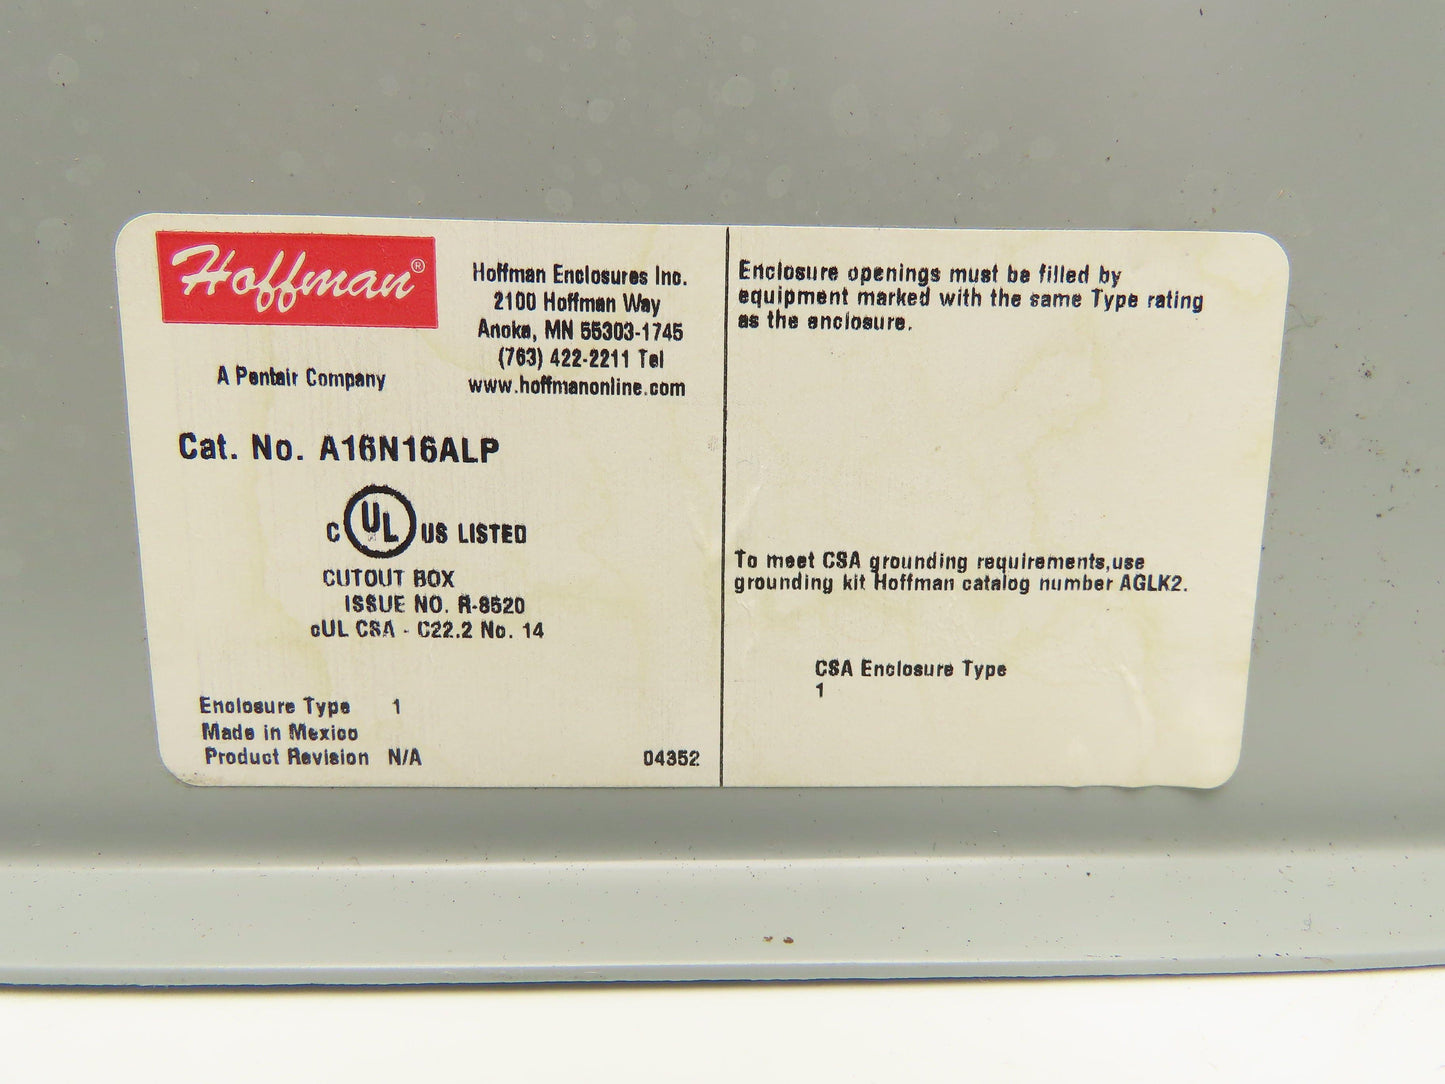 Hoffman®
A Pentair Company
Hoffman Enclosures Inc.
2100 Hoffman Way
Anoka, MN 55303-1745
(763) 422-2211 Tel
www.hoffmanonline.com
Cat. No. A16N16ALP
C UL US LISTED
CUTOUT BOX
ISSUE NO. R-8520
cUL CSA - C22.2 No. 14
Enclosure Type 1
Made in Mexico
Product Revision N/A
04352
Enclosure openings must be filled by
equipment marked with the same Type rating
as the enclosure.
To meet CSA grounding requirements,use
grounding kit Hoffman catalog number AGLK2.
CSA Enclosure Type
1